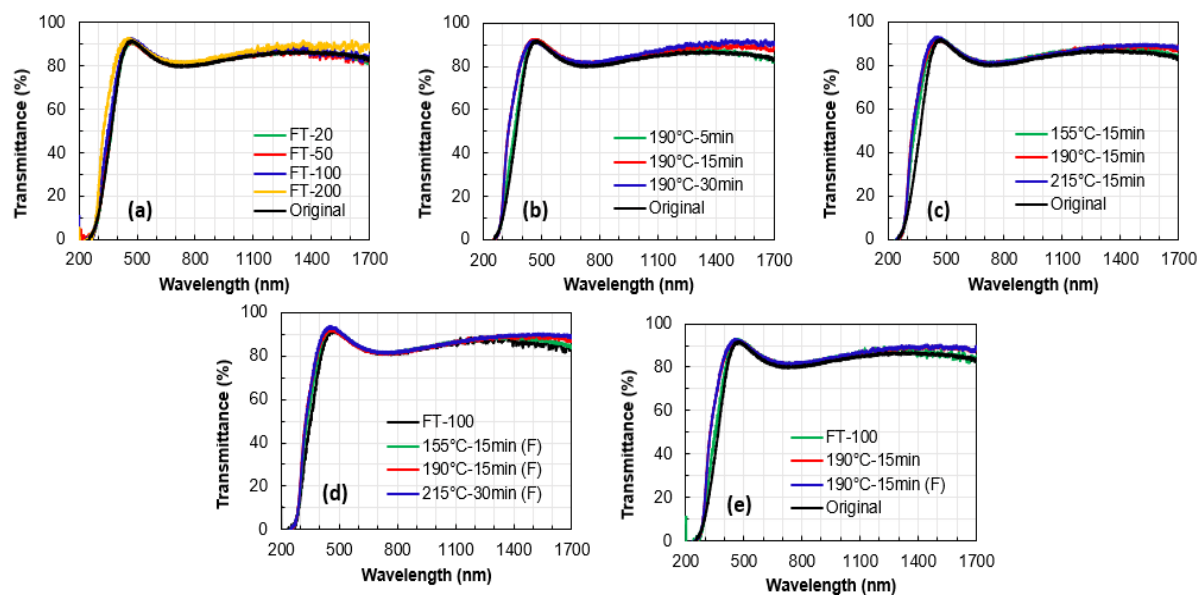 100
80
60
40
20
0
Transmittance (%)
FT-20
FT-50
FT-100
FT-200
Original
(a)
200 500 800 1100 1400 1700
Wavelength (nm)
100
80
60
40
20
0
Transmittance (%)
190°C-5min
190°C-15min
190°C-30min
Original
(b)
200 500 800 1100 1400 1700
Wavelength (nm)
100
80
60
40
20
0
Transmittance (%)
155°C-15min
190°C-15min
215°C-15min
Original
(c)
200 500 800 1100 1400 1700
Wavelength (nm)
100
80
60
40
20
0
Transmittance (%)
FT-100
155°C-15min (F)
190°C-15min (F)
215°C-30min (F)
(d)
200 500 800 1100 1400 1700
Wavelength (nm)
100
80
60
40
20
0
Transmittance (%)
FT-100
190°C-15min
190°C-15min (F)
Original
(e)
200 500 800 1100 1400 1700
Wavelength (nm)